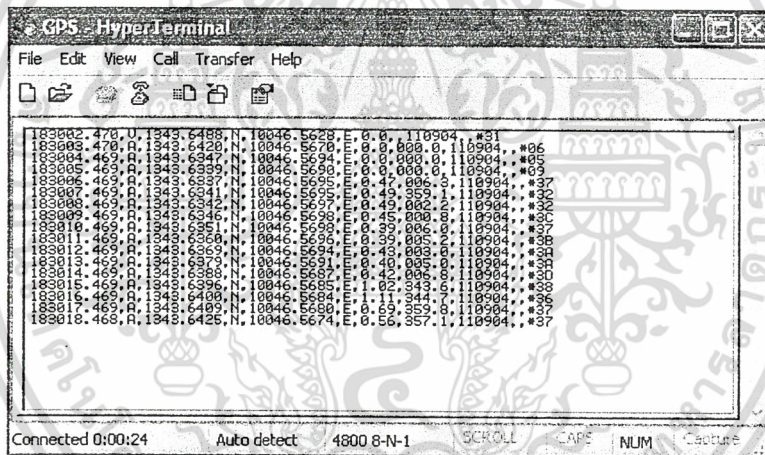 GPS - HyperTerminal
File Edit View Call Transfer Help
183002.470,V,1343.6488,N,10046.5628,E,0.0,,110904,,*31
183003.470,A,1343.6420,N,10046.5670,E,0.0,000.0,110904,,*06
183004.469,A,1343.6347,N,10046.5694,E,0.0,000.0,110904,,*05
183005.469,A,1343.6339,N,10046.5690,E,0.0,000.0,110904,,*09
183006.469,A,1343.6337,N,10046.5695,E,0.47,006.3,110904,,*37
183007.469,A,1343.6341,N,10046.5695,E,0.49,359.1,110904,,*32
183008.469,A,1343.6342,N,10046.5697,E,0.49,002.2,110904,,*32
183009.469,A,1343.6346,N,10046.5698,E,0.45,000.8,110904,,*3C
183010.469,A,1343.6351,N,10046.5698,E,0.39,006.0,110904,,*37
183011.469,A,1343.6360,N,10046.5696,E,0.39,005.2,110904,,*3B
183012.469,A,1343.6369,N,10046.5694,E,0.43,003.0,110904,,*3A
183013.469,A,1343.6379,N,10046.5691,E,0.40,005.0,110904,,*3A
183014.469,A,1343.6388,N,10046.5687,E,0.42,006.8,110904,,*3D
183015.469,A,1343.6396,N,10046.5685,E,1.02,343.6,110904,,*38
183016.469,A,1343.6400,N,10046.5684,E,1.11,344.7,110904,,*36
183017.469,A,1343.6409,N,10046.5680,E,0.69,359.8,110904,,*37
183018.468,A,1343.6425,N,10046.5674,E,0.56,357.1,110904,,*37
Connected 0:00:24 Auto detect 4800 8-N-1 SCROLL CAPS NUM Capture